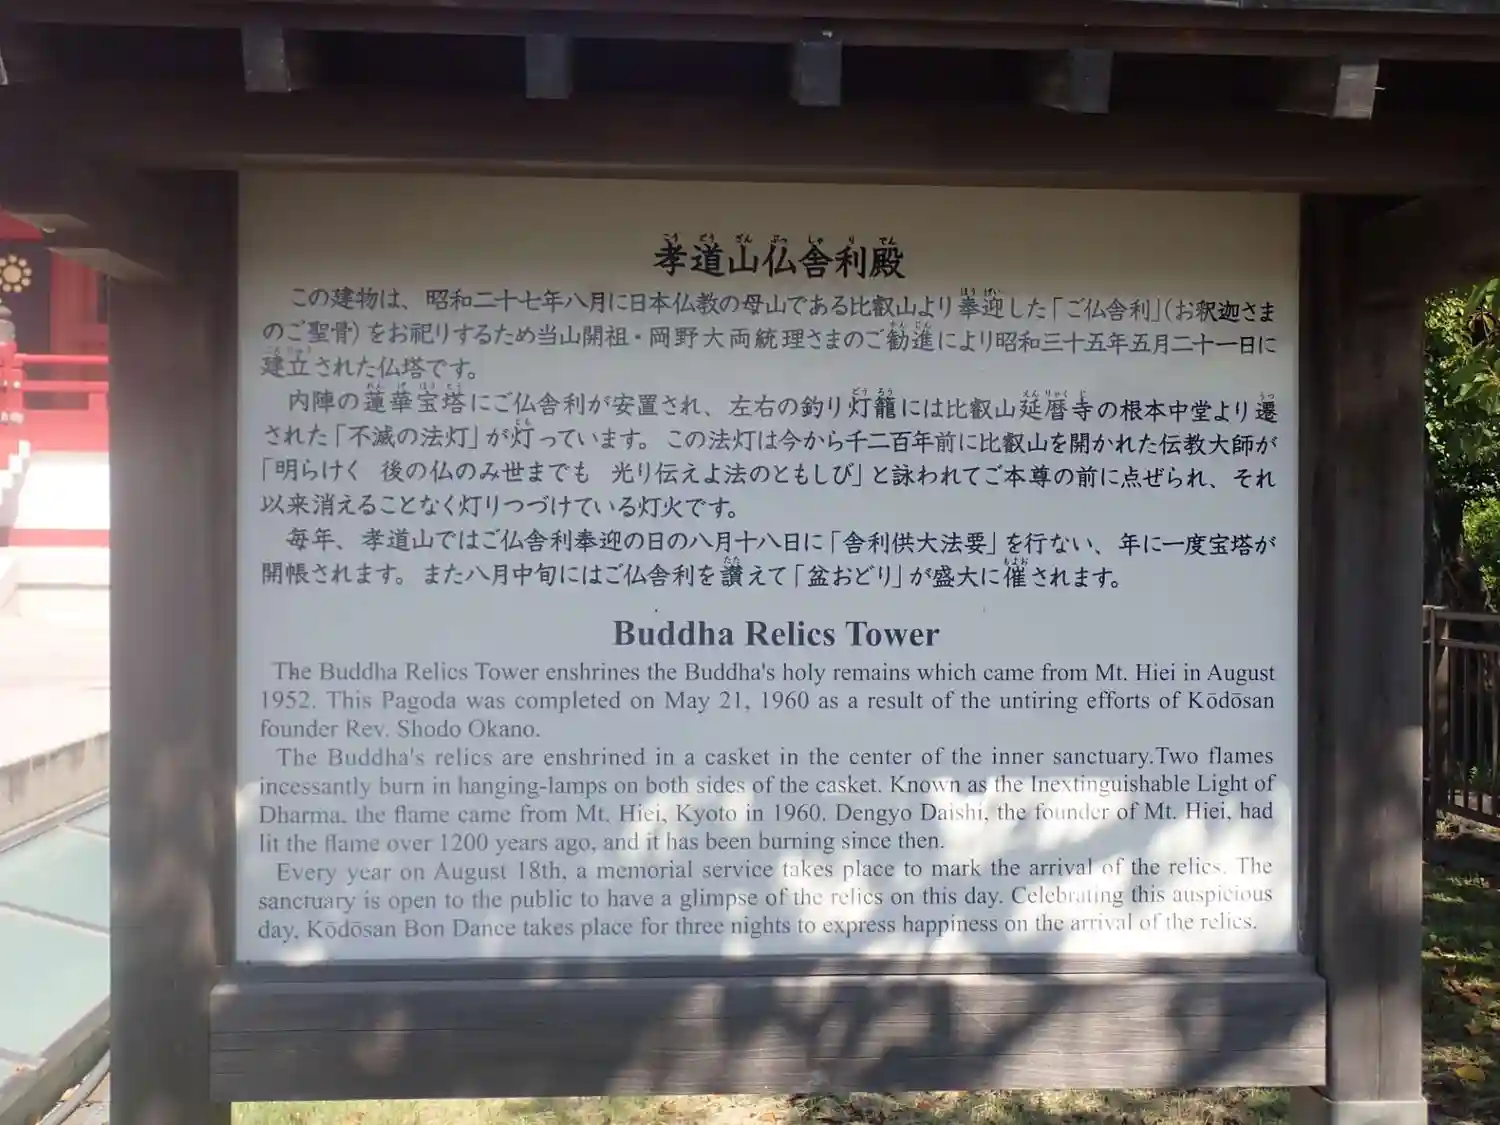 孝道山仏舎利殿
この建物は、昭和二十七年八月に日本仏教の母山である比叡山より奉迎した「ご仏舎利」(お釈迦さま
のご聖骨)をお祀りするため当山開祖・岡野大両統理さまのご勧進により昭和三十五年五月二十一日に
建立された仏塔です。
内陣の蓮華宝塔にご仏舎利が安置され、左右の釣り灯籠には比叡山延暦寺の根本中堂より遷
された「不滅の法灯」が灯っています。この法灯は今から千二百年前に比叡山を開かれた伝教大師が
「明らけく 後の仏のみ世までも 光り伝えよ法のともしび」と詠われてご本尊の前に点ぜられ、それ
以来消えることなく灯りつづけている灯火です。
毎年、孝道山ではご仏舎利奉迎の日の八月十八日に「舎利供大法要」を行ない、年に一度宝塔が
開帳されます。また八月中旬にはご仏舎利を讃えて「盆おどり」が盛大に催されます。
Buddha Relics Tower
The Buddha Relics Tower enshrines the Buddha's holy remains which came from Mt. Hiei in August
1952. This Pagoda was completed on May 21, 1960 as a result of the untiring efforts of Kōdōsan
founder Rev. Shodo Okano.
The Buddha's relics are enshrined in a casket in the center of the inner sanctuary.Two flames
incessantly burn in hanging-lamps on both sides of the casket. Known as the Inextinguishable Light of
Dharma, the flame came from Mt. Hiei, Kyoto in 1960. Dengyo Daishi, the founder of Mt. Hiei, had
lit the flame over 1200 years ago, and it has been burning since then.
Every year on August 18th, a memorial service takes place to mark the arrival of the relics. The
sanctuary is open to the public to have a glimpse of the relics on this day. Celebrating this auspicious
day, Kōdōsan Bon Dance takes place for three nights to express happiness on the arrival of the relics.